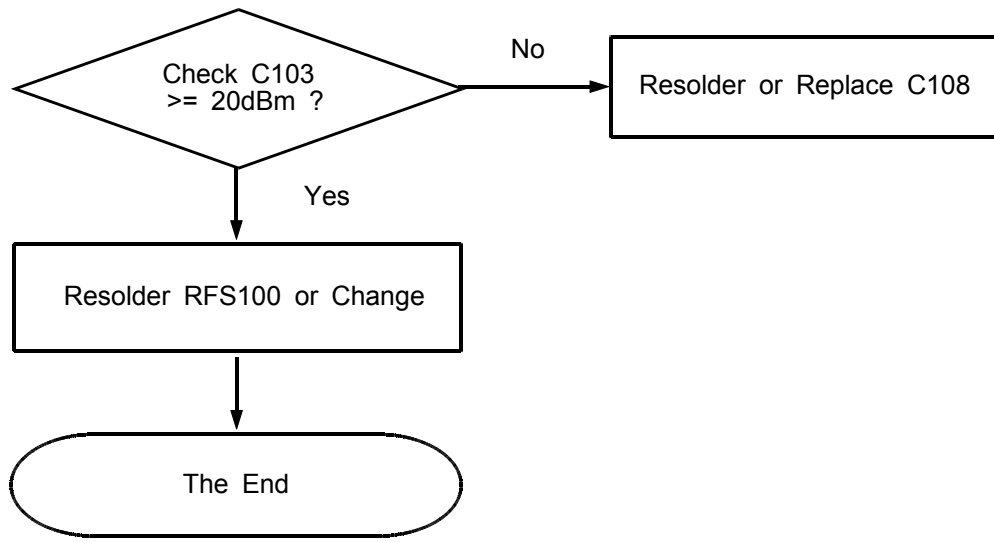 Check C103
>= 20dBm ?
No
Resolder or Replace C108
Yes
Resolder RFS100 or Change
The End